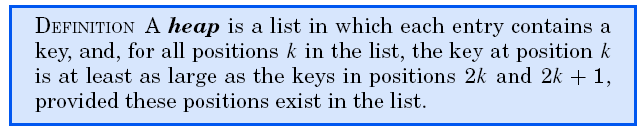 DEFINITION A heap is a list in which each entry contains a
key, and, for all positions k in the list, the key at position k
is at least as large as the keys in positions 2k and 2k + 1,
provided these positions exist in the list.